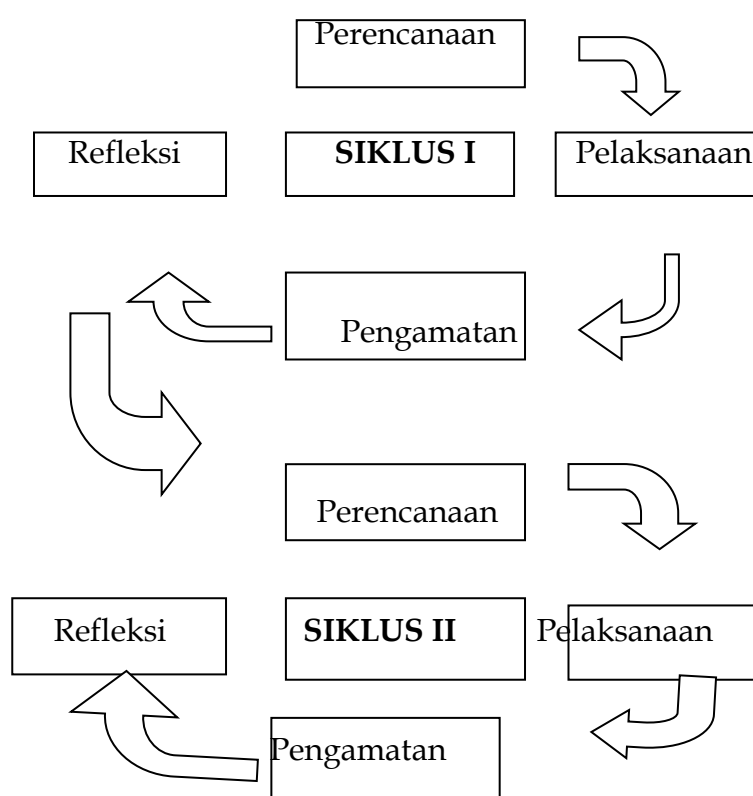 Perencanaan
Refleksi SIKLUS I Pelaksanaan
Pengamatan
Perencanaan
Refleksi SIKLUS II Pelaksanaan
Pengamatan